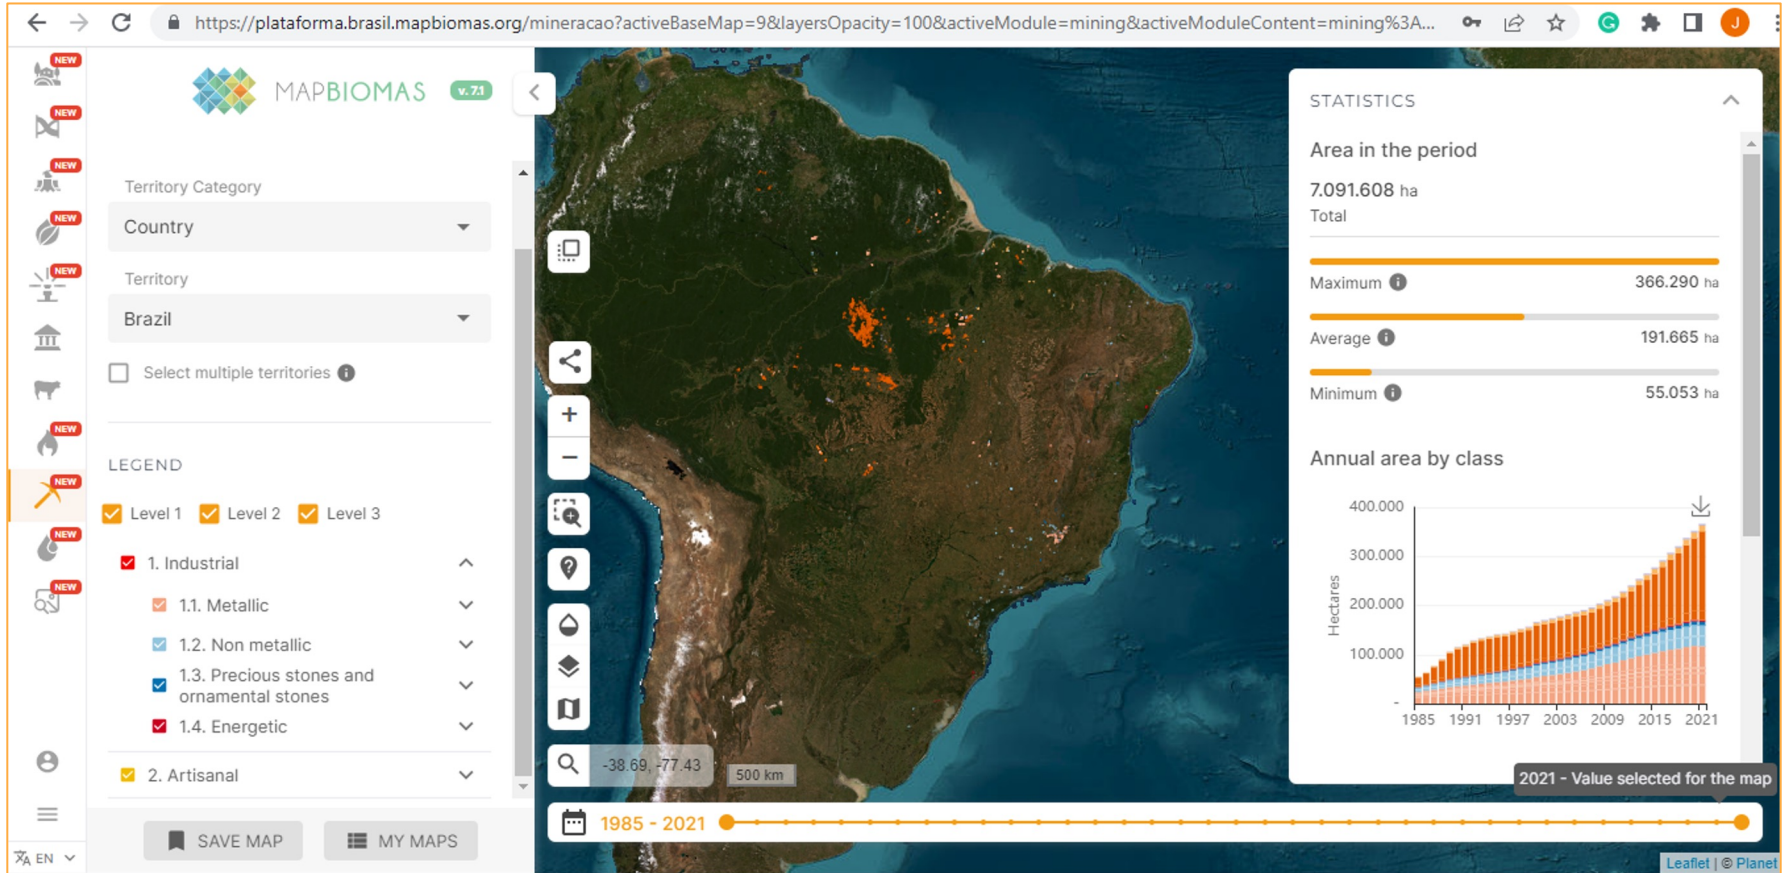 https://plataforma.brasil.mapbiomas.org/mineracao?activeBaseMap=9&layersOpacity=100&activeModule=mining&activeModuleContent=mining%3A...
J
NEW
NEW
NEW
NEW
NEW
NEW
NEW
NEW
NEW
EN
MAPBIOMAS
v. 7.1
Territory Category
Country
Territory
Brazil
Select multiple territories
LEGEND
Level 1
Level 2
Level 3
1. Industrial
1.1. Metallic
1.2. Non metallic
1.3. Precious stones and
ornamental stones
1.4. Energetic
2. Artisanal
SAVE MAP
MY MAPS
-38.69, -77.43
500 km
1985 - 2021
STATISTICS
Area in the period
7.091.608 ha
Total
Maximum
366.290 ha
Average
191.665 ha
Minimum
55.053 ha
Annual area by class
Hectares
400.000
300.000
200.000
100.000
-
1985 1991 1997 2003 2009 2015 2021
2021 - Value selected for the map
Leaflet | © Planet